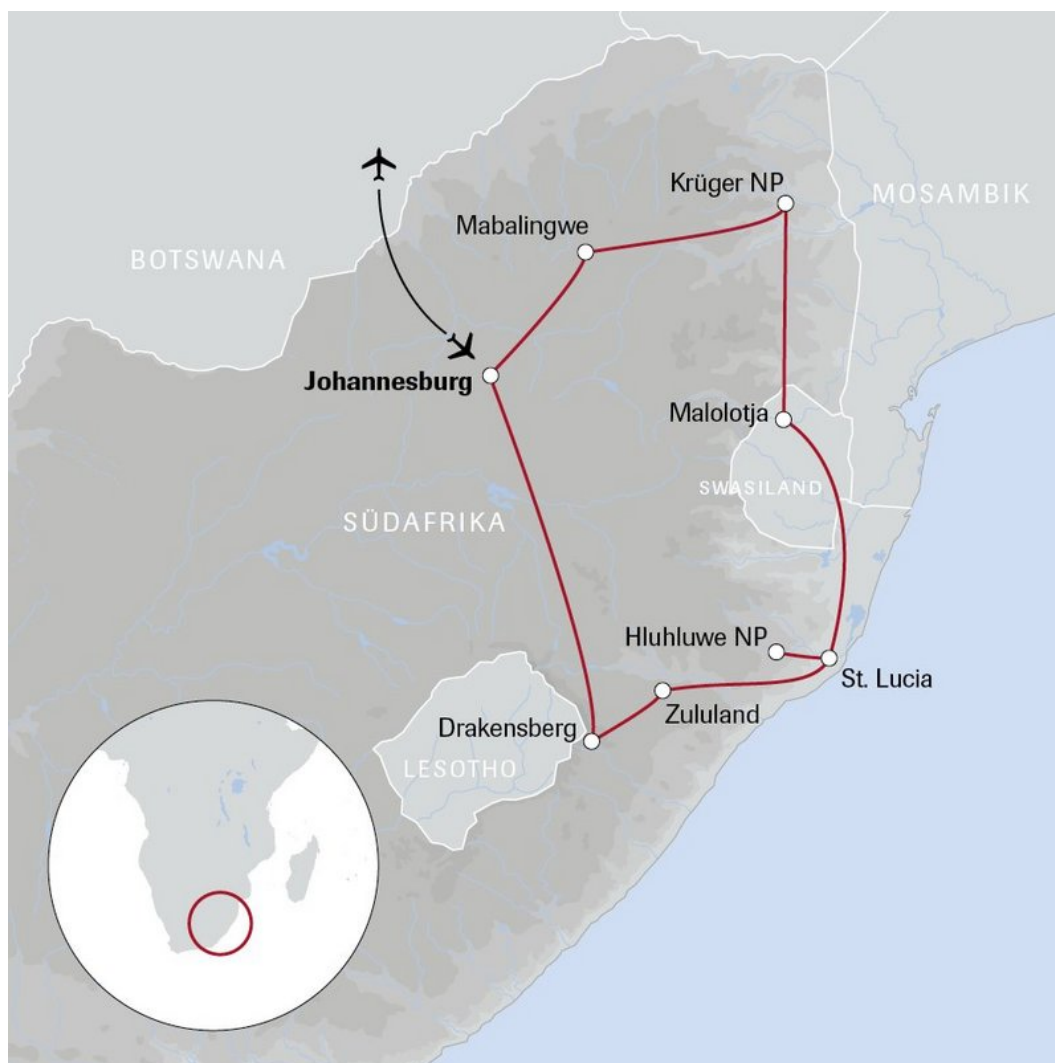 Krüger NP
MOSAMBIK
Mabalingwe
BOTSWANA
Johannesburg
Malolotja
SWASILAND
SÜDAFRIKA
Hluhluwe NP
St. Lucia
Zululand
Drakensberg
LESOTHO